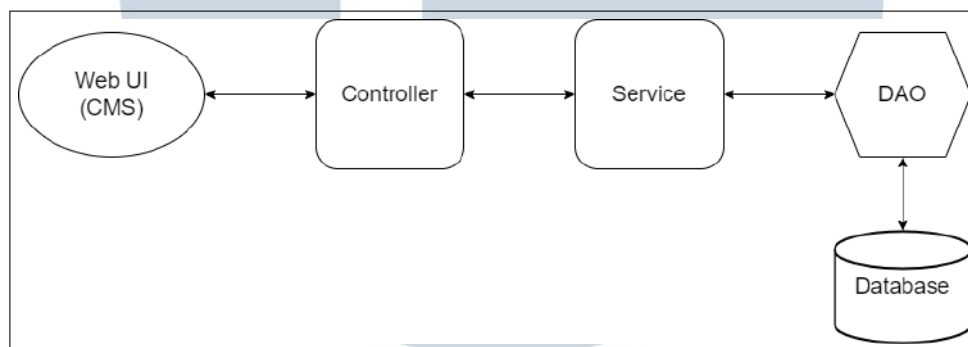 Web UI
(CMS)
Controller
Service
DAO
Database